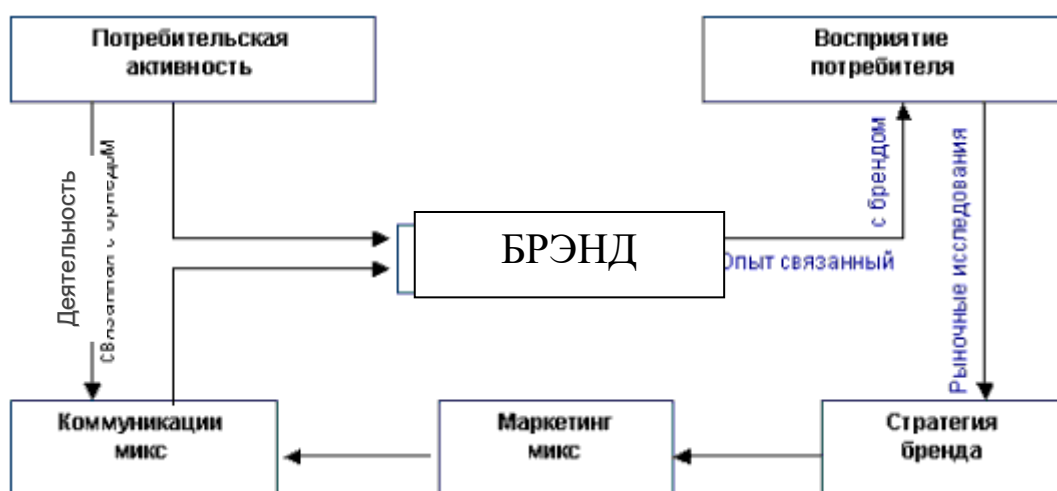 Потребительская
активность
Восприятие
потребителя
Деятельность
с брендом
Рыночные исследования
БРЭНД
Опыт связанный
Коммуникации
микс
Маркетинг
микс
Стратегия
бренда